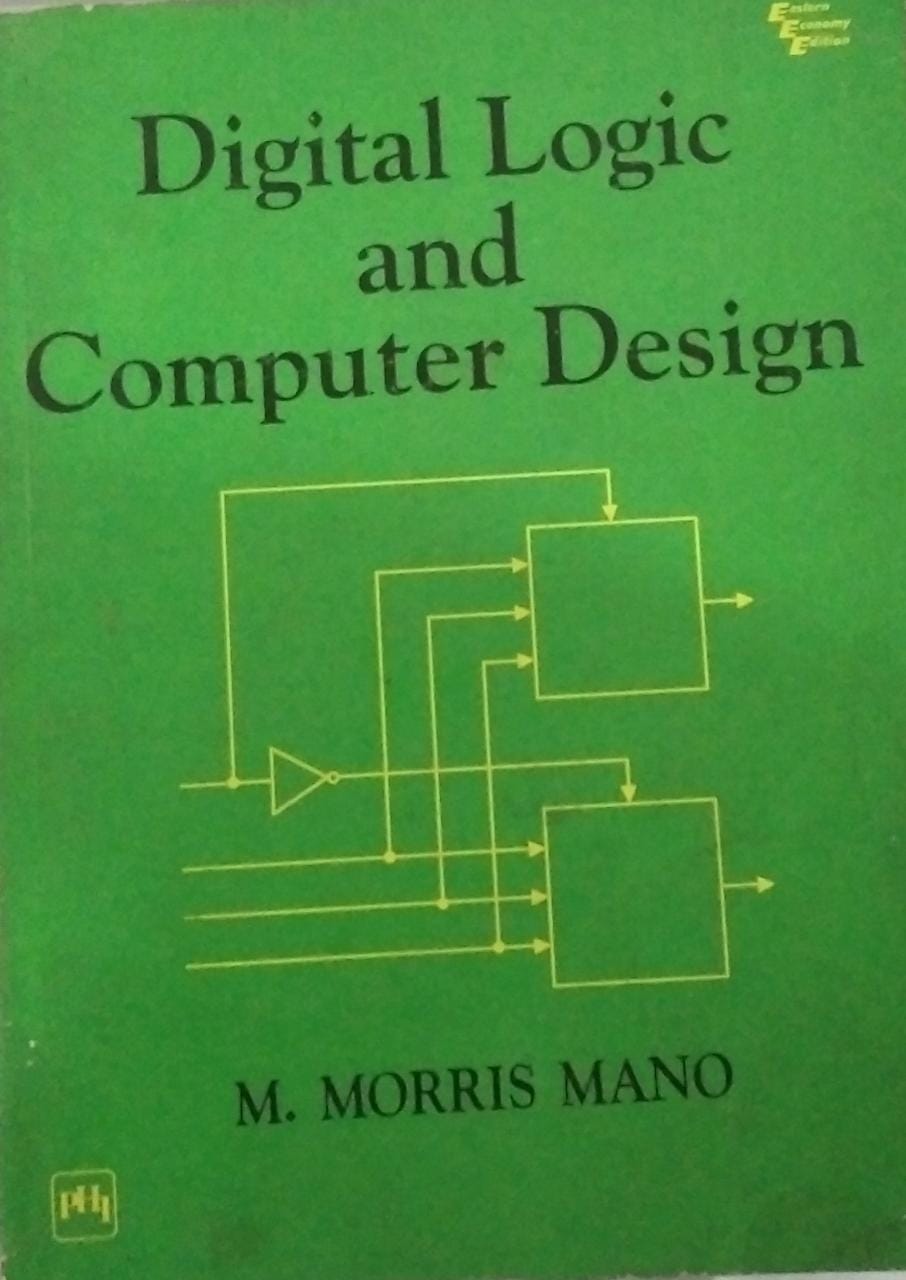 Eastern
Economy
Edition
Digital Logic
and
Computer Design
M. MORRIS MANO
PHI